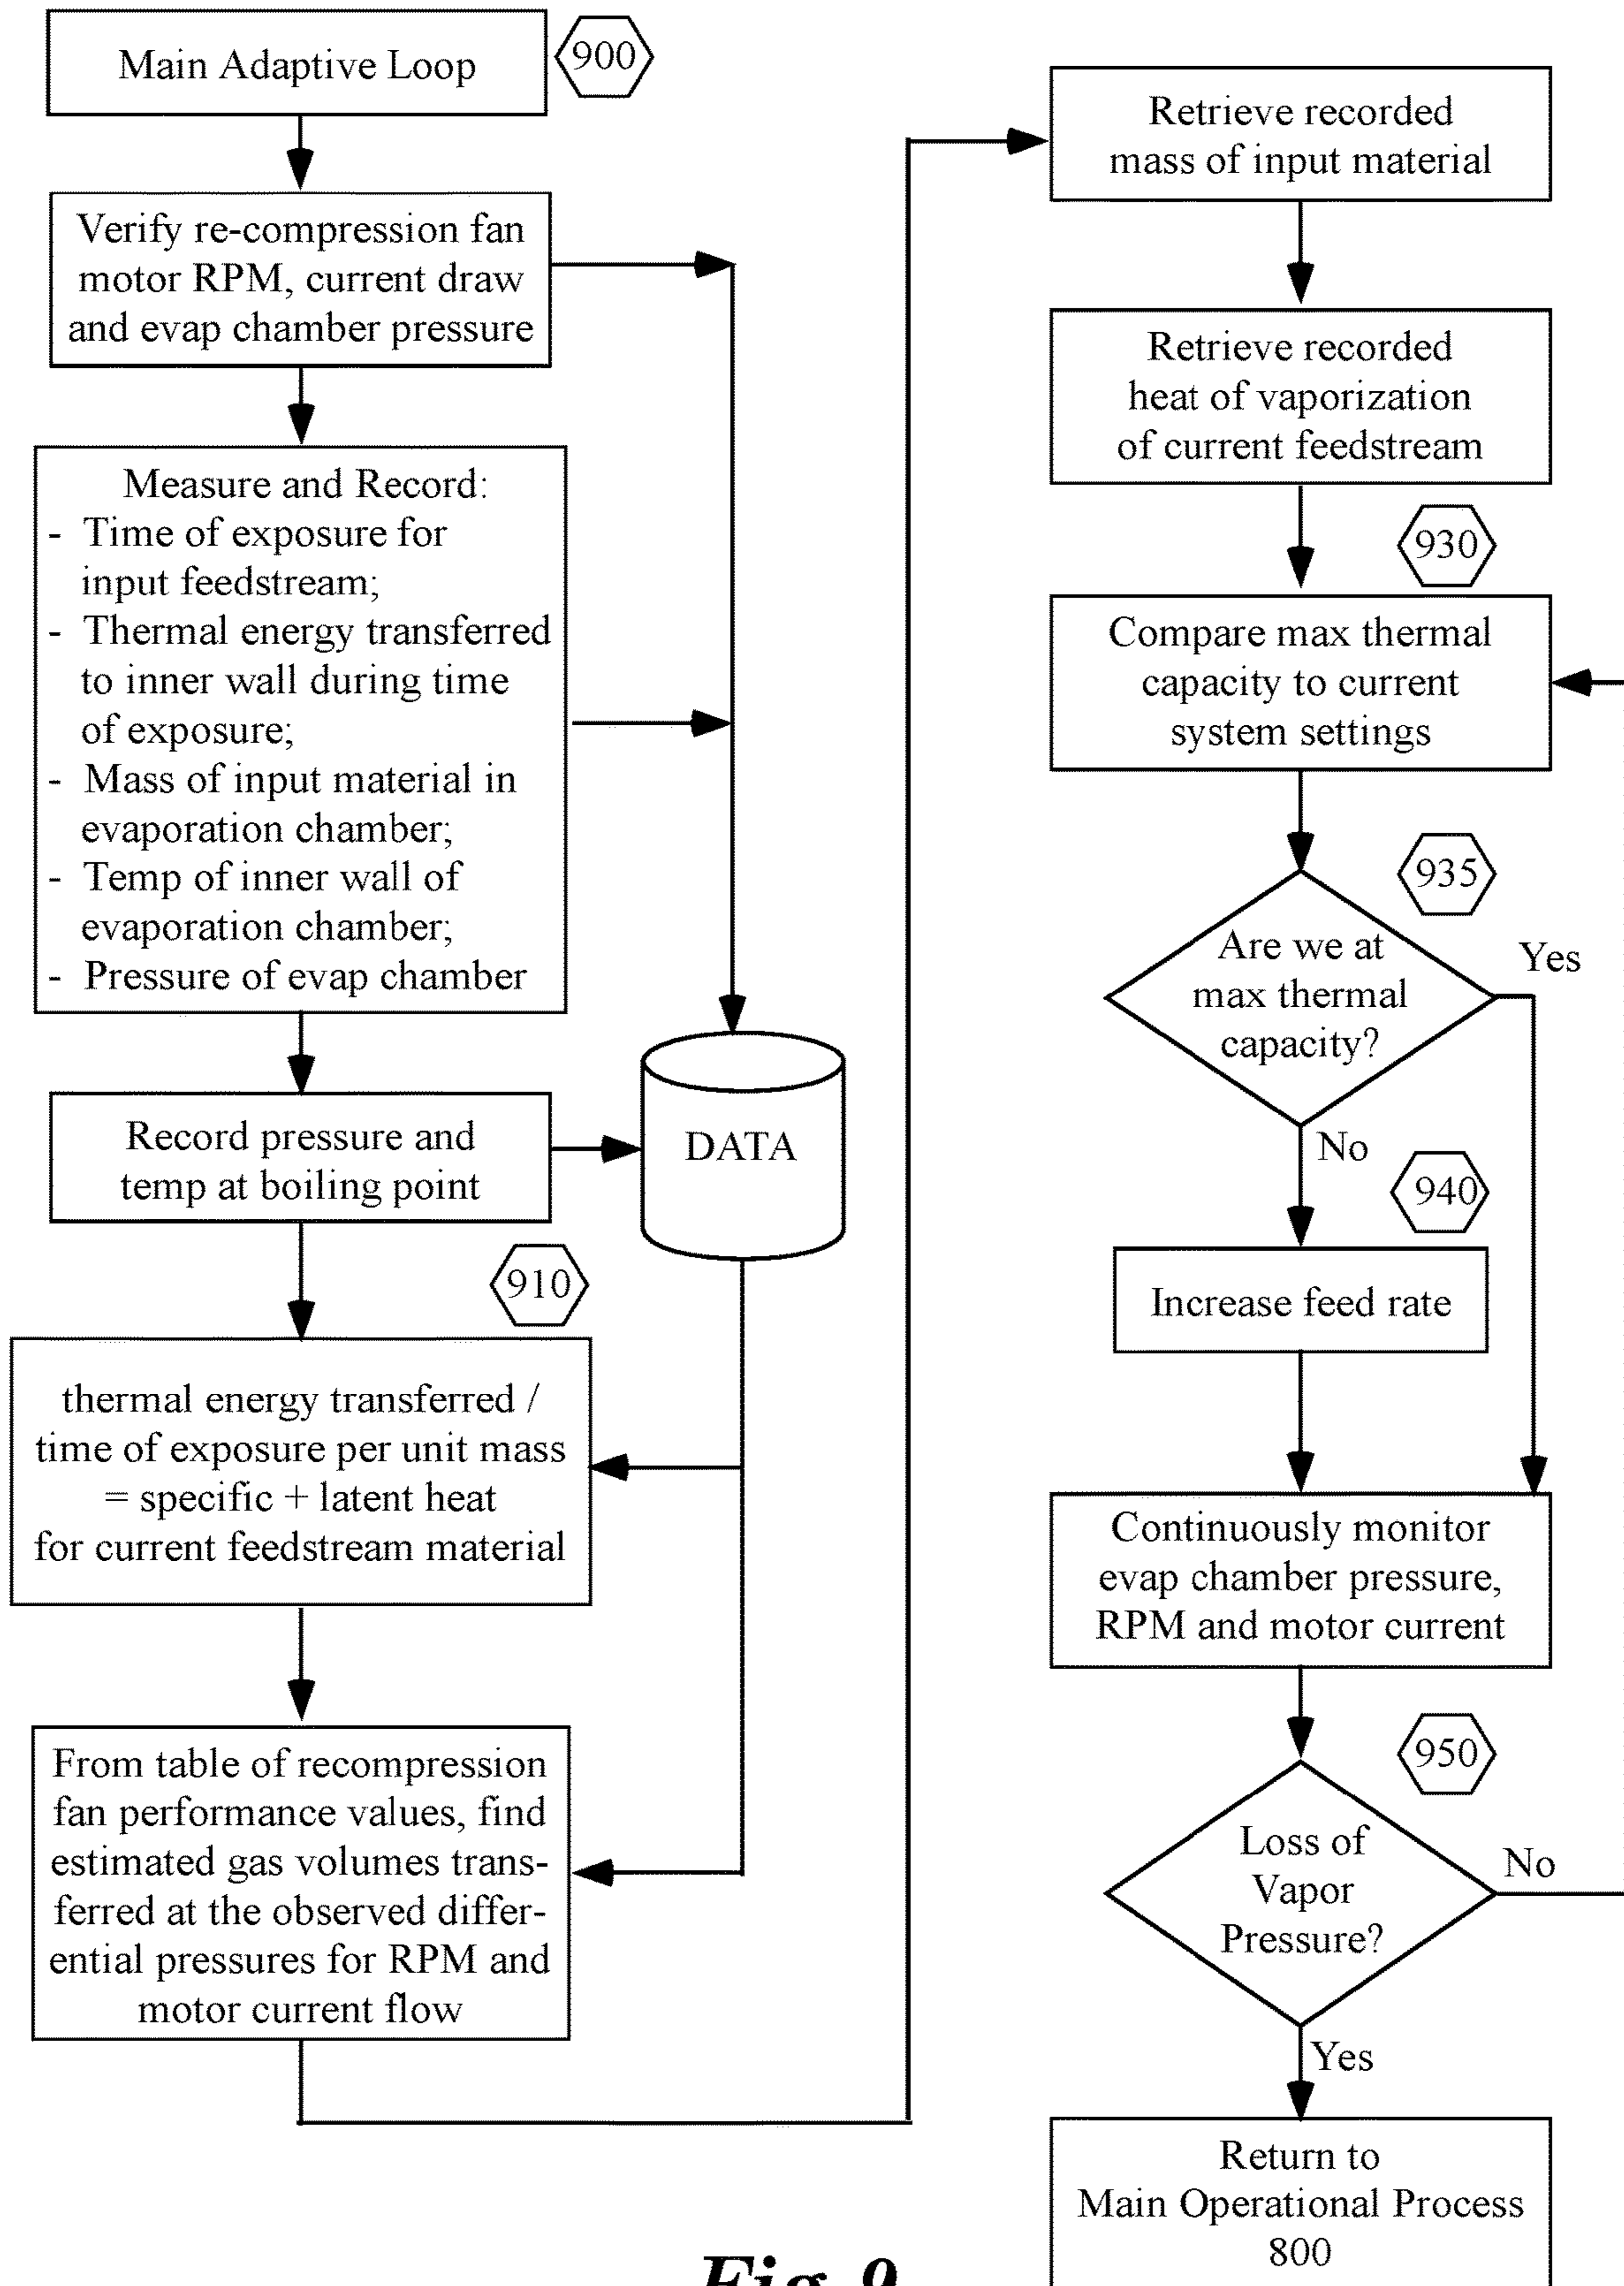 Main Adaptive Loop
900
Verify re-compression fan
motor RPM, current draw
and evap chamber pressure
Measure and Record:
- Time of exposure for
input feedstream;
- Thermal energy transferred
to inner wall during time
of exposure;
- Mass of input material in
evaporation chamber;
- Temp of inner wall of
evaporation chamber;
- Pressure of evap chamber
Record pressure and
temp at boiling point
DATA
910
thermal energy transferred /
time of exposure per unit mass
= specific + latent heat
for current feedstream material
From table of recompression
fan performance values, find
estimated gas volumes trans-
ferred at the observed differ-
ential pressures for RPM and
motor current flow
Retrieve recorded
mass of input material
Retrieve recorded
heat of vaporization
of current feedstream
930
Compare max thermal
capacity to current
system settings
935
Are we at
max thermal
capacity?
Yes
No
940
Increase feed rate
Continuously monitor
evap chamber pressure,
RPM and motor current
950
Loss of
Vapor
Pressure?
No
Yes
Return to
Main Operational Process
800
Fig 9